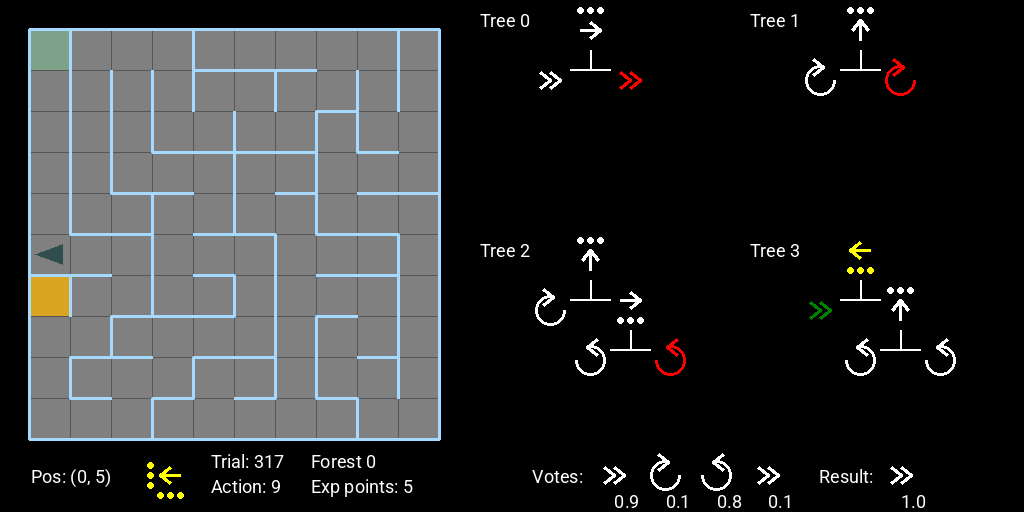 Tree 0
Tree 1
Tree 2
Tree 3
Pos: (0, 5)
Trial: 317
Forest 0
Action: 9
Exp points: 5
Votes:
Result:
0.9
0.1
0.8
0.1
1.0